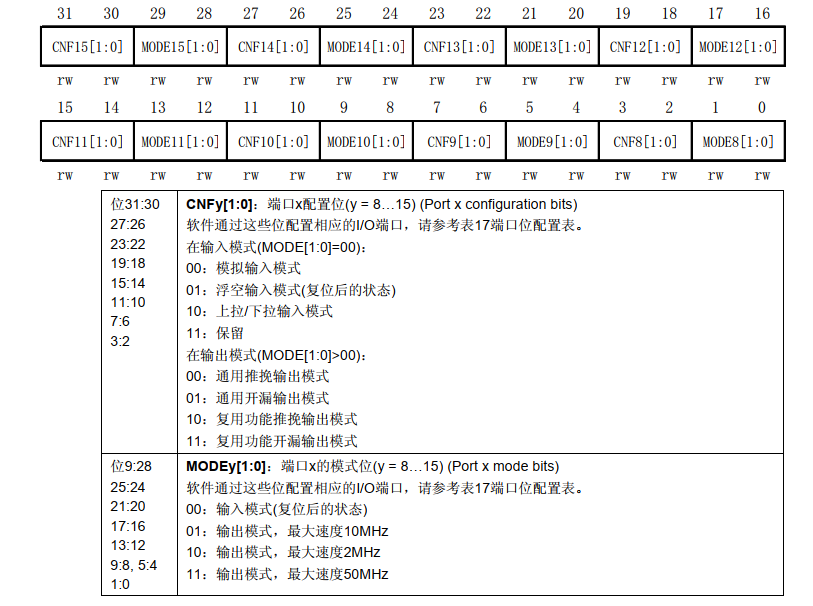 31 30 29 28 27 26 25 24 23 22 21 20 19 18 17 16
CNF15[1:0] MODE15[1:0] CNF14[1:0] MODE14[1:0] CNF13[1:0] MODE13[1:0] CNF12[1:0] MODE12[1:0]
rw rw rw rw rw rw rw rw rw rw rw rw rw rw rw rw
15 14 13 12 11 10 9 8 7 6 5 4 3 2 1 0
CNF11[1:0] MODE11[1:0] CNF10[1:0] MODE10[1:0] CNF9[1:0] MODE9[1:0] CNF8[1:0] MODE8[1:0]
rw rw rw rw rw rw rw rw rw rw rw rw rw rw rw rw
位31:30
27:26
23:22
19:18
15:14
11:10
7:6
3:2
CNFy[1:0]：端口x配置位(y = 8…15) (Port x configuration bits)
软件通过这些位配置相应的I/O端口，请参考表17端口位配置表。
在输入模式(MODE[1:0]=00)：
00：模拟输入模式
01：浮空输入模式(复位后的状态)
10：上拉/下拉输入模式
11：保留
在输出模式(MODE[1:0]>00)：
00：通用推挽输出模式
01：通用开漏输出模式
10：复用功能推挽输出模式
11：复用功能开漏输出模式
位9:28
25:24
21:20
17:16
13:12
9:8, 5:4
1:0
MODEy[1:0]：端口x的模式位(y = 8…15) (Port x mode bits)
软件通过这些位配置相应的I/O端口，请参考表17端口位配置表。
00：输入模式(复位后的状态)
01：输出模式，最大速度10MHz
10：输出模式，最大速度2MHz
11：输出模式，最大速度50MHz